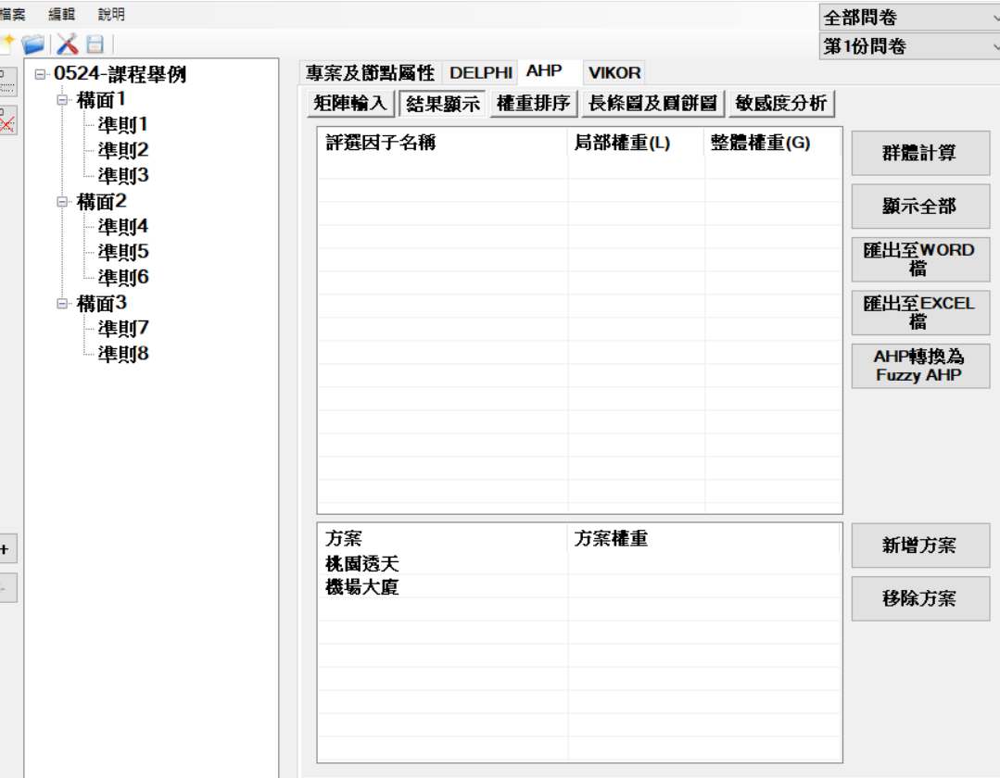 檔案 編輯 說明
全部問卷
第1份問卷
0524-課程舉例
構面1
準則1
準則2
準則3
構面2
準則4
準則5
準則6
構面3
準則7
準則8
專案及節點屬性 DELPHI AHP VIKOR
矩陣輸入 結果顯示 權重排序 長條圖及圓餅圖 敏感度分析
評選因子名稱 局部權重(L) 整體權重(G)
群體計算
顯示全部
匯出至WORD
檔
匯出至EXCEL
檔
AHP轉換為
Fuzzy AHP
方案 方案權重
桃園透天
機場大廈
新增方案
移除方案